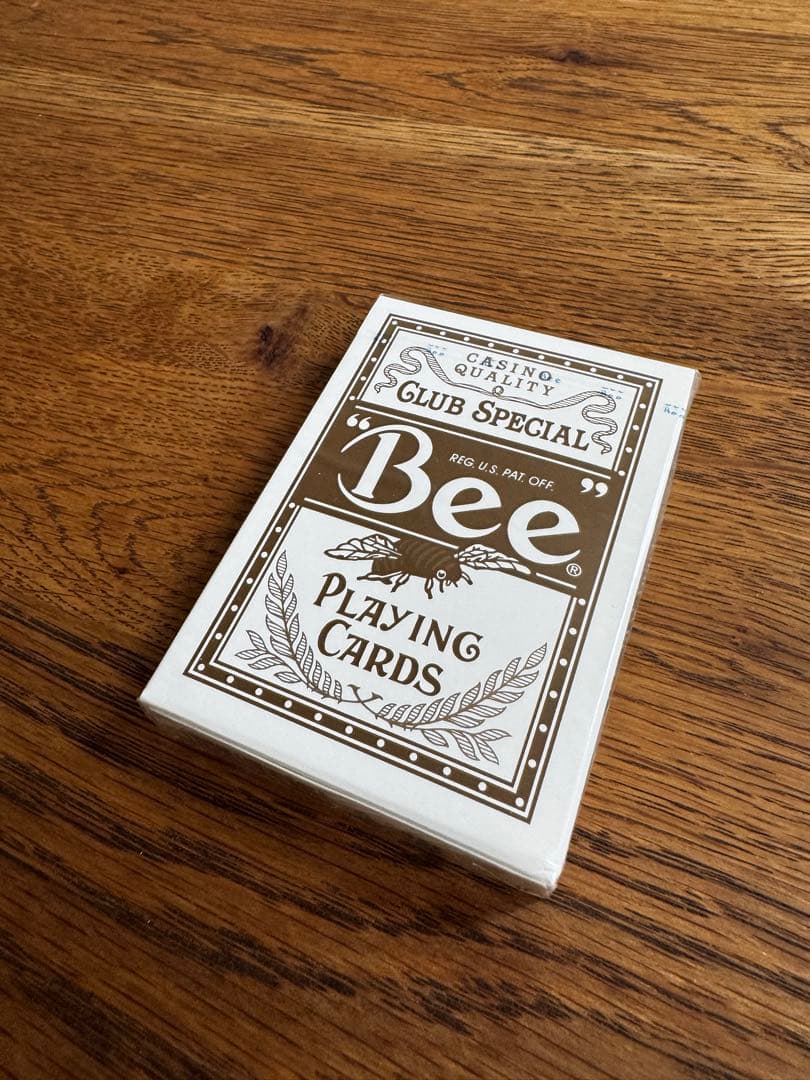 CASINO
QUALITY
CLUB SPECIAL
REG. U.S. PAT. OFF.
“Bee”®
PLAYING
CARDS